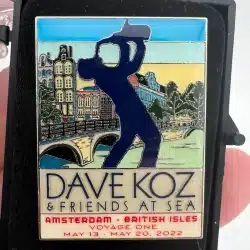 DAVE KOZ
& FRIENDS AT SEA
AMSTERDAM • BRITISH ISLES
VOYAGE ONE
MAY 13 - MAY 20, 2022